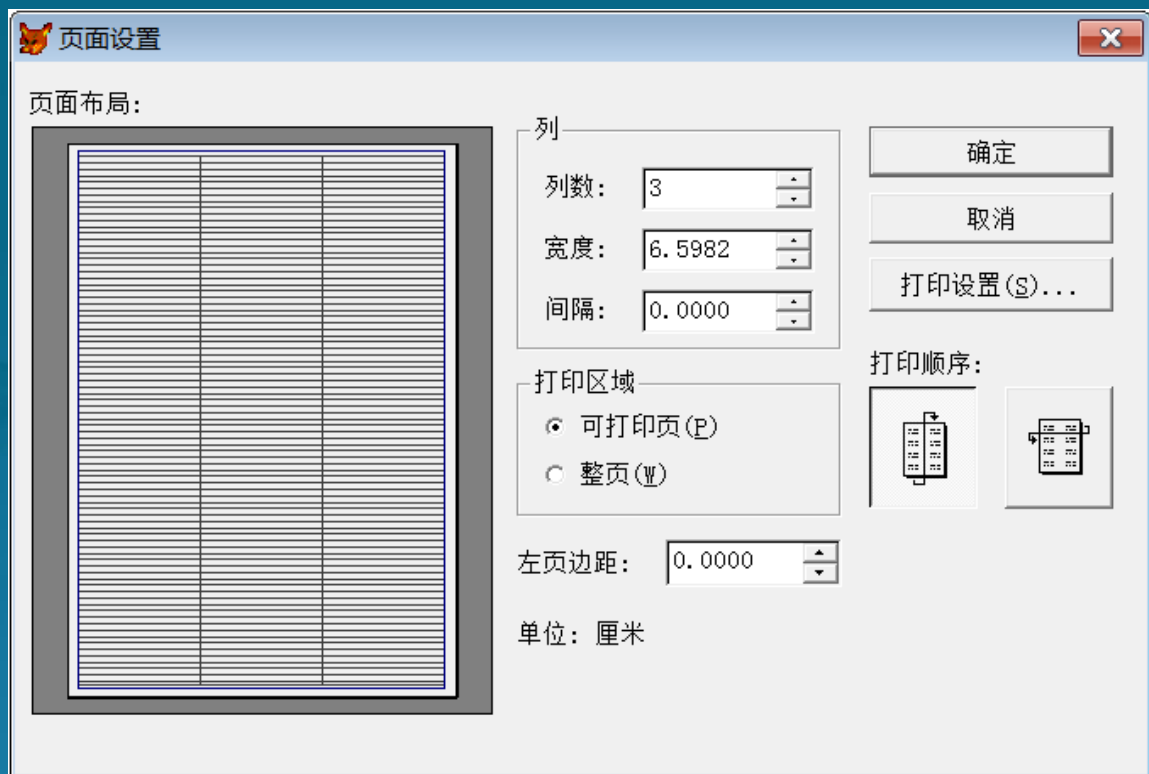 页面设置
页面布局:
列
列数: 3
宽度: 6.5982
间隔: 0.0000
打印区域
可打印页(P)
整页(W)
左页边距: 0.0000
单位: 厘米
确定
取消
打印设置(S)...
打印顺序: